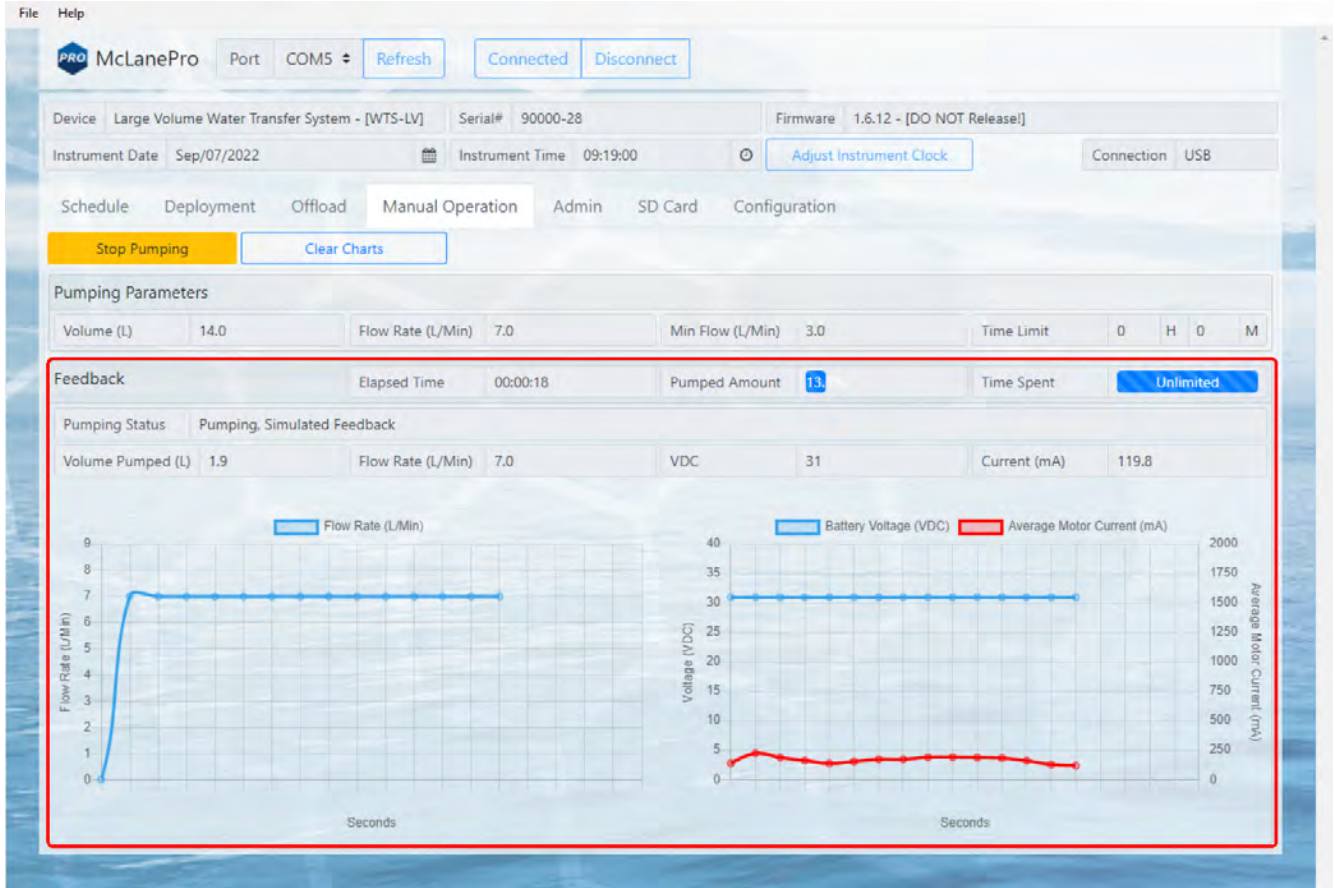 File Help
PRO McLanePro Port COM5 Refresh Connected Disconnect
Device Large Volume Water Transfer System - [WTS-LV] Serial# 90000-28 Firmware 1.6.12 - [DO NOT Release!]
Instrument Date Sep/07/2022 Instrument Time 09:19:00 Adjust Instrument Clock Connection USB
Schedule Deployment Offload Manual Operation Admin SD Card Configuration
Stop Pumping Clear Charts
Pumping Parameters
Volume (L) 14.0 Flow Rate (L/Min) 7.0 Min Flow (L/Min) 3.0 Time Limit 0 H 0 M
Feedback Elapsed Time 00:00:18 Pumped Amount 13. Time Spent Unlimited
Pumping Status Pumping, Simulated Feedback
Volume Pumped (L) 1.9 Flow Rate (L/Min) 7.0 VDC 31 Current (mA) 119.8
Flow Rate (L/Min)
9
8
7
6
5
4
3
2
1
0
Flow Rate (L/Min)
Seconds
Battery Voltage (VDC) Average Motor Current (mA)
40
35
30
25
20
15
10
5
0
Voltage (VDC)
2000
1750
1500
1250
1000
750
500
250
0
Average Motor Current (mA)
Seconds